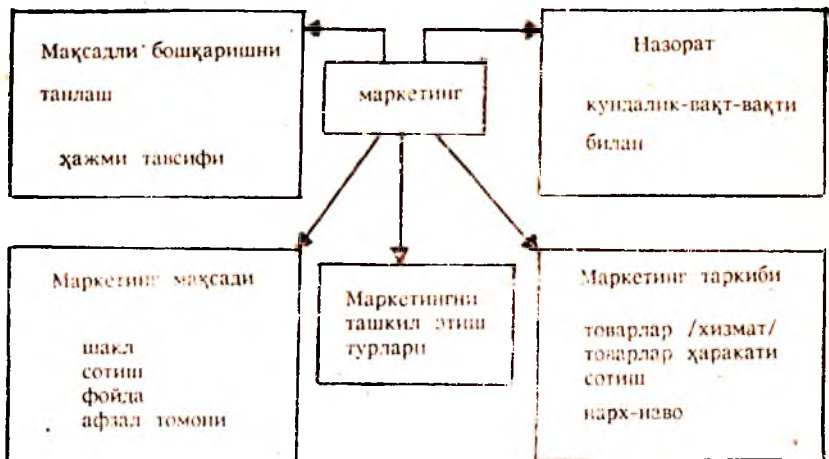 Мақсадли бошқаришни
танлаш
ҳажми тавсифи
маркетинг
Назорат
кундалик-вақт-вақти
билан
Маркетинг мақсади
шакл
сотиш
фойда
афзал томони
Маркетингни
ташкил этиш
турлари
Маркетинг таркиби
товарлар /хизмат/
товарлар ҳаракати
сотиш
нарх-наво